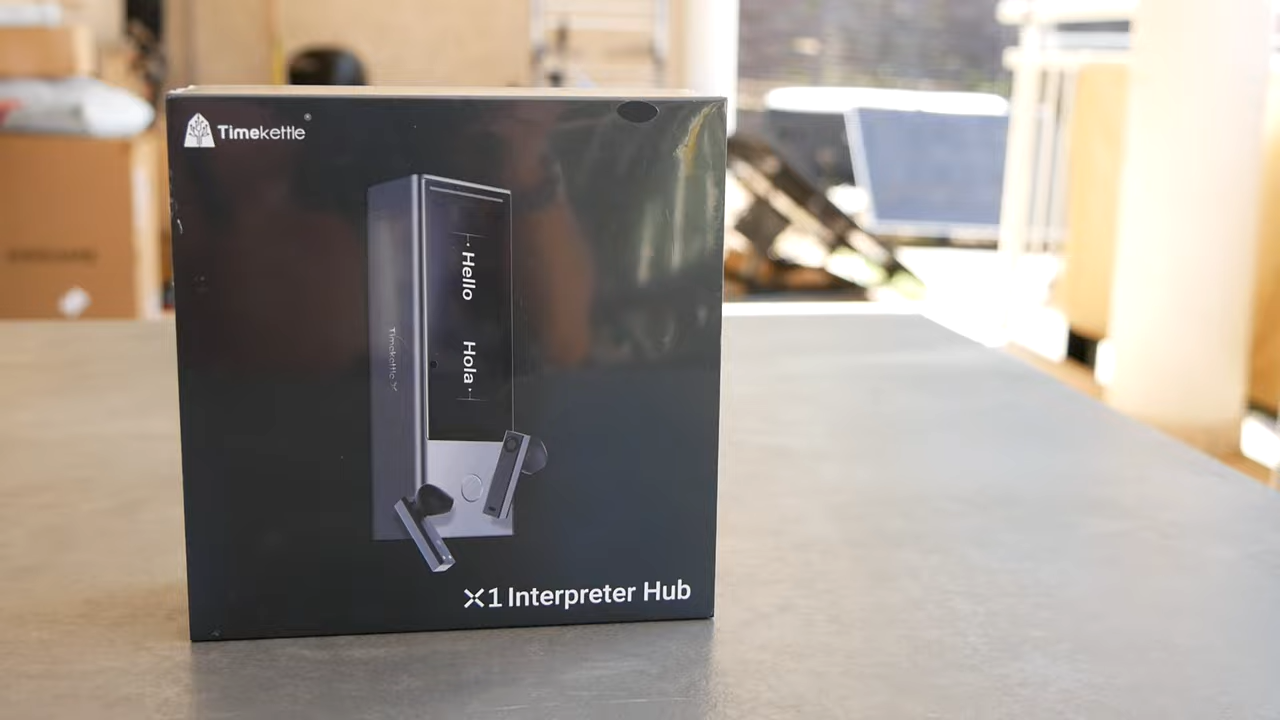 Timekettle®
Hello
Hola
Timekettle X
X1 Interpreter Hub